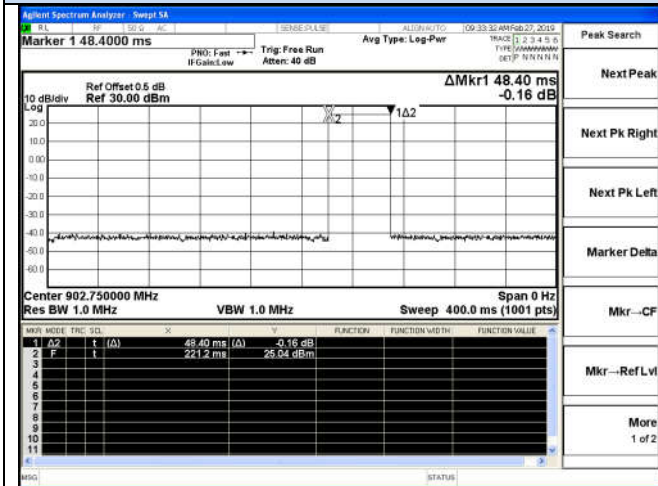 Agilent Spectrum Analyzer - Swept SA
RL RF 50 Ω AC SENSE:PULSE ALIGNAUTO 09:33:32 AM Feb 27, 2019
Marker 1 48.4000 ms
PNO: Fast
IFGain:Low
Trig: Free Run
Atten: 40 dB
Avg Type: Log-Pwr
TRACE 1 2 3 4 5 6
TYPE
DET P N N N N N
Peak Search
Next Peak
Next Pk Right
Next Pk Left
Marker Delta
Mkr→CF
Mkr→RefLvl
More
1 of 2
Ref Offset 0.5 dB
10 dB/div Ref 30.00 dBm
Log
ΔMkr1 48.40 ms
-0.16 dB
20.0
10.0
0.00
-10.0
-20.0
-30.0
-40.0
-50.0
-60.0
2
1Δ2
Center 902.750000 MHz Span 0 Hz
Res BW 1.0 MHz VBW 1.0 MHz Sweep 400.0 ms (1001 pts)
MKR MODE TRC SCL X Y FUNCTION FUNCTION WIDTH FUNCTION VALUE
1 Δ2 t (Δ) 48.40 ms (Δ) -0.16 dB
2 F t 221.2 ms 25.04 dBm
3
4
5
6
7
8
9
10
11
MSG STATUS